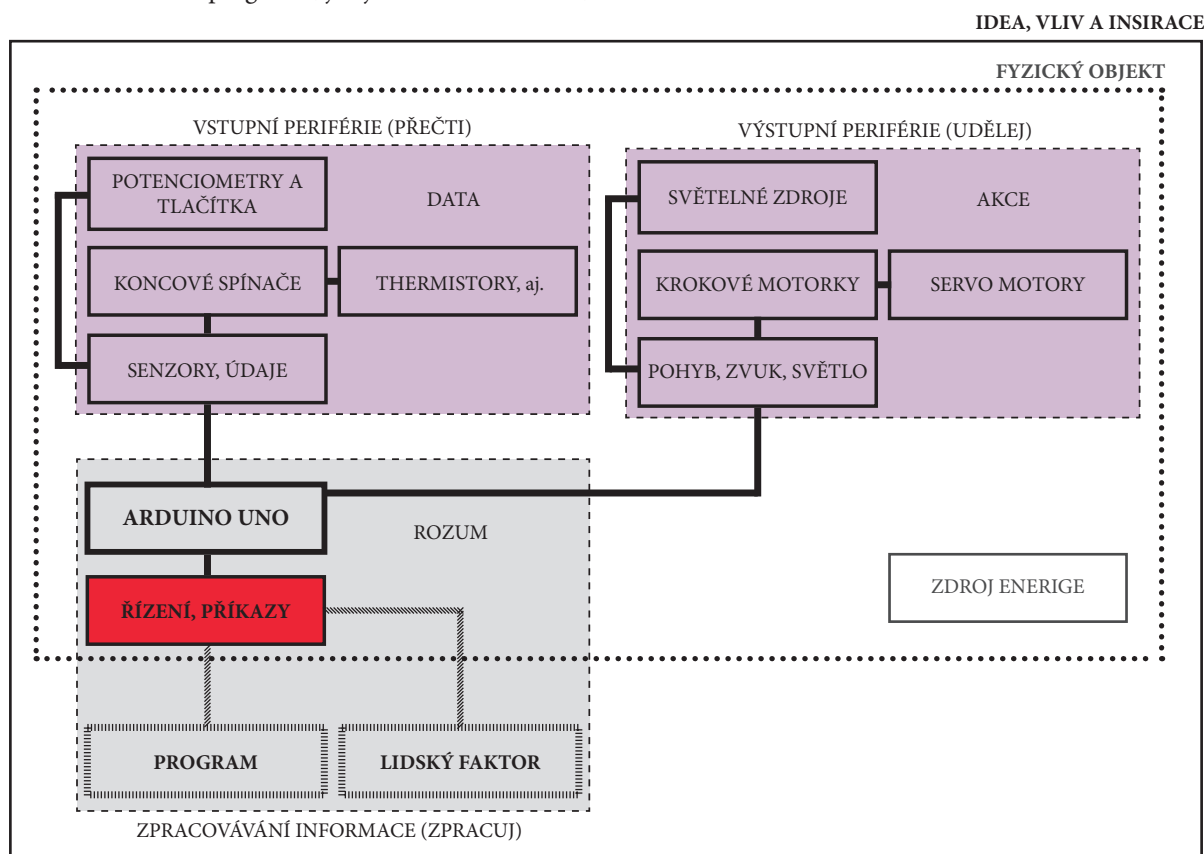 IDEA, VLIV A INSIRACE
FYZICKÝ OBJEKT
VSTUPNÍ PERIFÉRIE (PŘEČTI)
POTENCIOMETRY A
TLAČÍTKA
DATA
KONCOVÉ SPÍNAČE
THERMISTORY, aj.
SENZORY, ÚDAJE
VÝSTUPNÍ PERIFÉRIE (UDĚLEJ)
SVĚTELNÉ ZDROJE
AKCE
KROKOVÉ MOTORKY
SERVO MOTORY
POHYB, ZVUK, SVĚTLO
ARDUINO UNO
ROZUM
ŘÍZENÍ, PŘÍKAZY
ZDROJ ENERIGE
PROGRAM
LIDSKÝ FAKTOR
ZPRACOVÁVÁNÍ INFORMACE (ZPRACUJ)